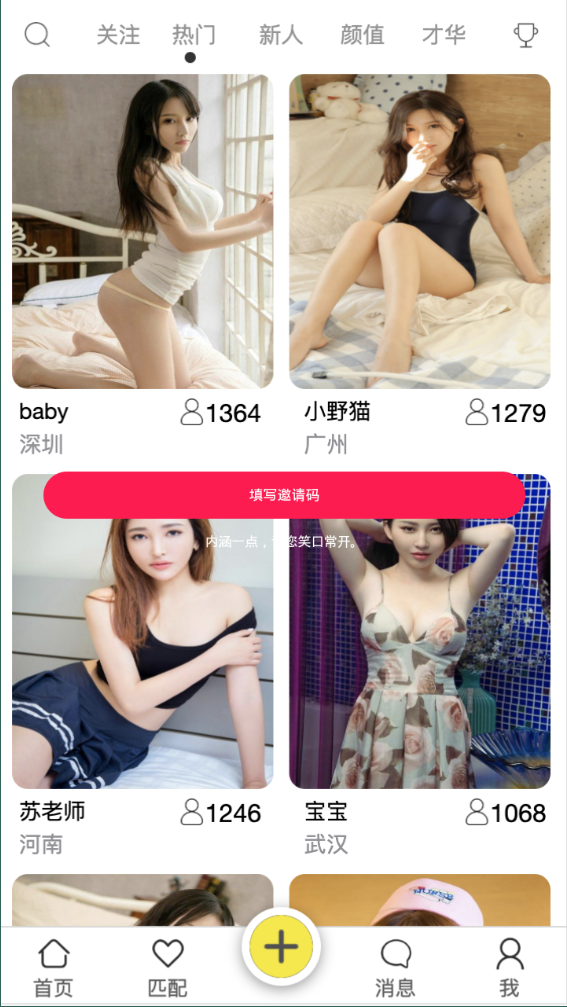 关注 热门 新人 颜值 才华
baby 1364
深圳
小野猫 1279
广州
填写邀请码
内涵一点，
您笑口常开。
苏老师 1246
河南
宝宝 1068
武汉
首页 匹配 消息 我